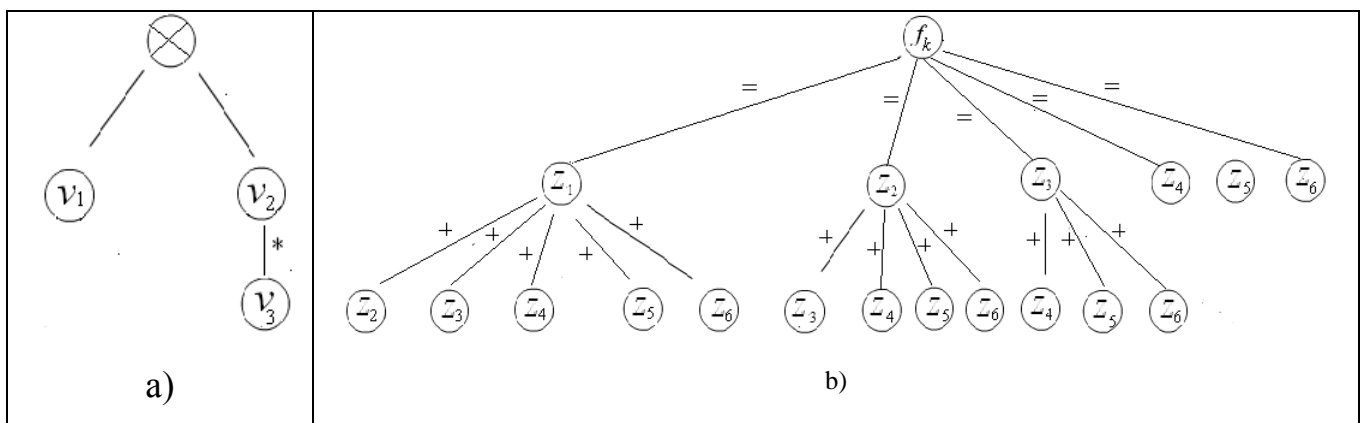 f_k
= = = = =
v₁ v₂
z₁ z₂ z₃ z₄ z₅ z₆
*
+ + + + + + + + + + + +
v₃
z₂ z₃ z₄ z₅ z₆ z₃ z₄ z₅ z₆ z₄ z₅ z₆
a)
b)